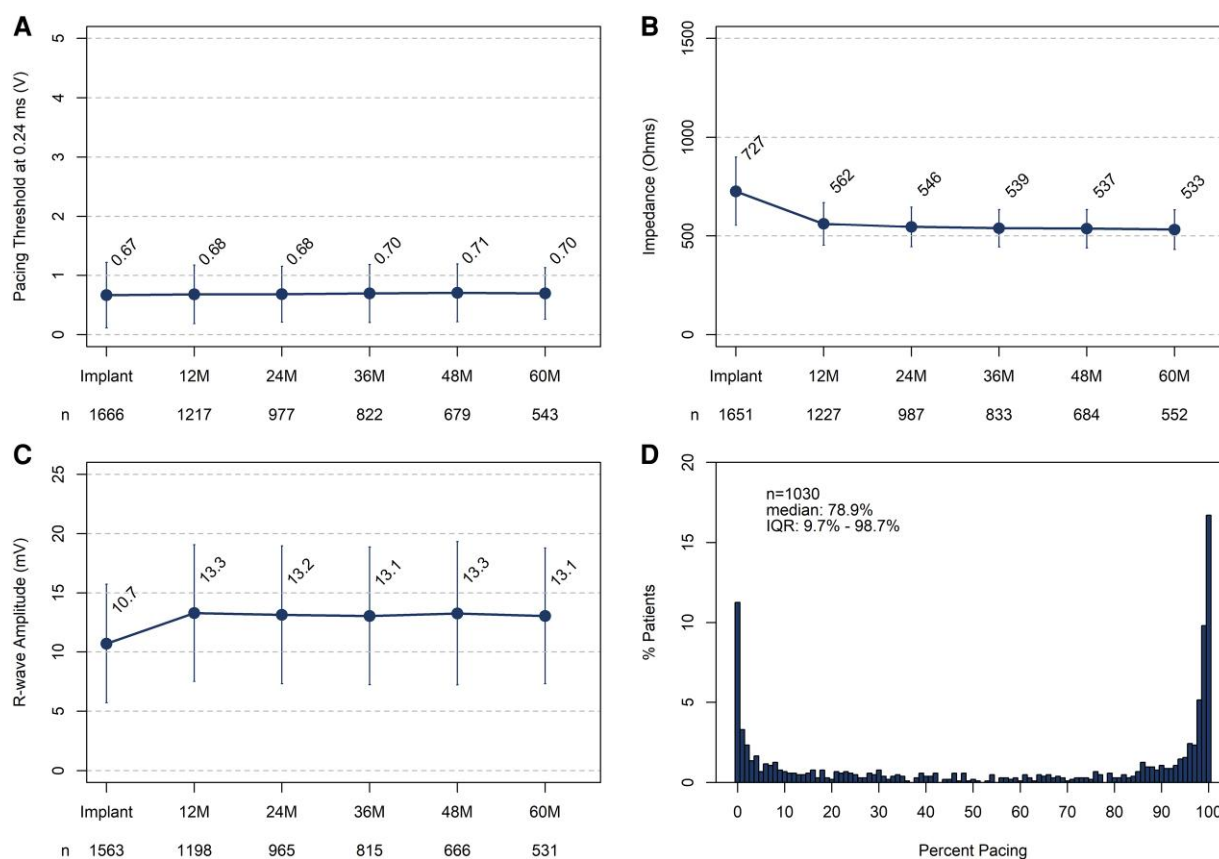 A
Pacing Threshold at 0.24 ms (V)
5
4
3
2
1
0
0.67
0.68
0.68
0.70
0.71
0.70
Implant 12M 24M 36M 48M 60M
n 1666 1217 977 822 679 543
B
Impedance (Ohms)
1500
1000
500
0
727
562
546
539
537
533
Implant 12M 24M 36M 48M 60M
n 1651 1227 987 833 684 552
C
R-wave Amplitude (mV)
25
20
15
10
5
0
10.7
13.3
13.2
13.1
13.3
13.1
Implant 12M 24M 36M 48M 60M
n 1563 1198 965 815 666 531
D
% Patients
20
15
10
5
0
n=1030
median: 78.9%
IQR: 9.7% - 98.7%
0 10 20 30 40 50 60 70 80 90 100
Percent Pacing